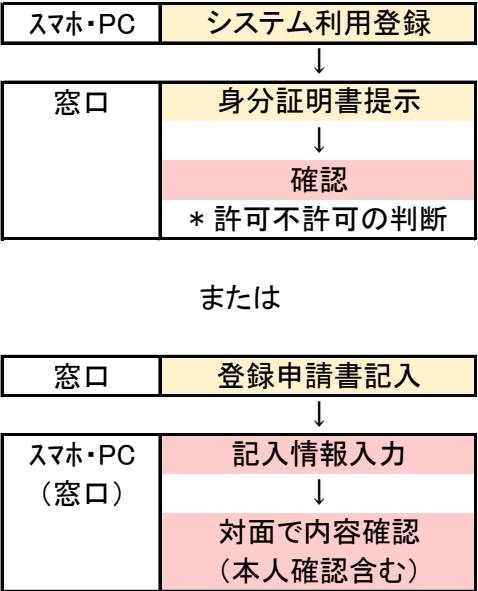 ｽﾏﾎ・PC システム利用登録
↓
窓口 身分証明書提示
↓
確認
* 許可不許可の判断
または
窓口 登録申請書記入
↓
ｽﾏﾎ・PC 記入情報入力
（窓口） ↓
対面で内容確認
（本人確認含む）